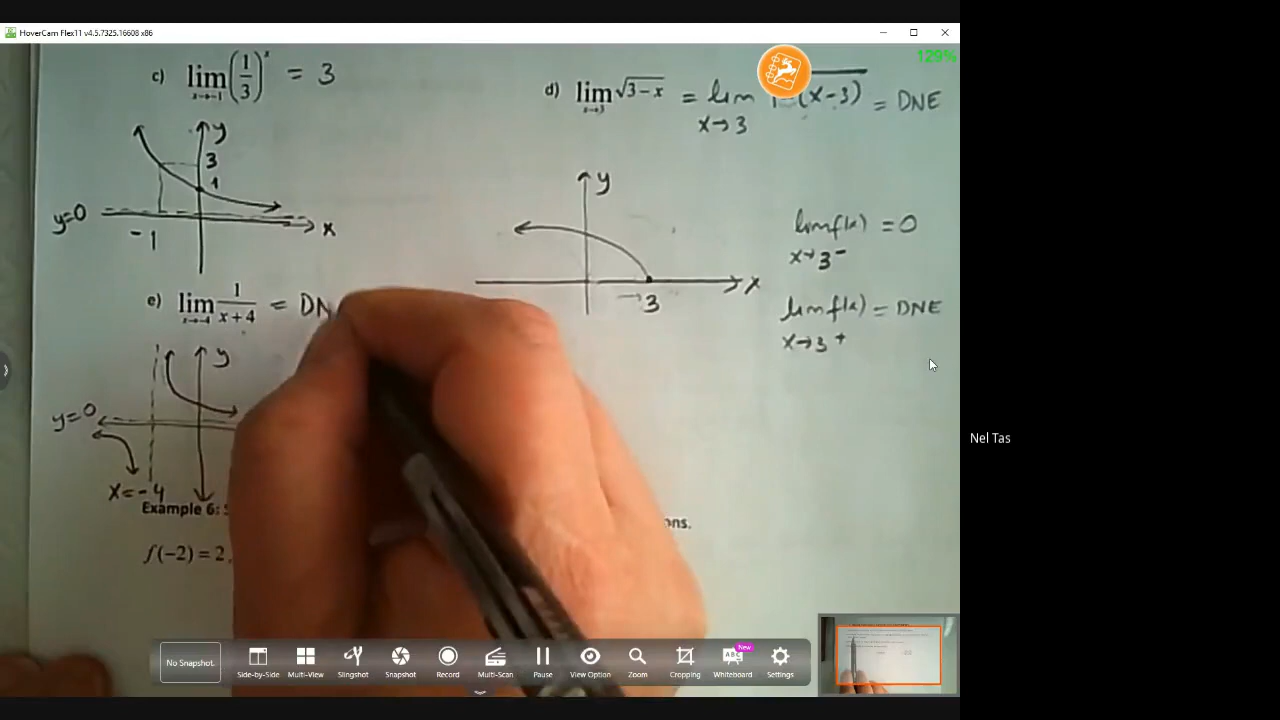 HoverCam Flex11 v4.5.7325.16608 x86
129%
c) lim x→-1 (1/3)^x = 3
d) lim x→3 √3-x = lim x→3 (x-3) = DNE
y
3
1
y=0
-1
x
y
x
3
lim f(x) = 0
x→3⁻
lim f(x) = DNE
x→3⁺
e) lim x→-4 1/(x+4) = DN
y
y=0
x=-4
Example 6:
ons.
f(-2) = 2,
Nel Tas
No Snapshot.
Side-by-Side
Multi-View
Slingshot
Snapshot
Record
Multi-Scan
Pause
View Option
Zoom
Cropping
New
ABC
Whiteboard
Settings